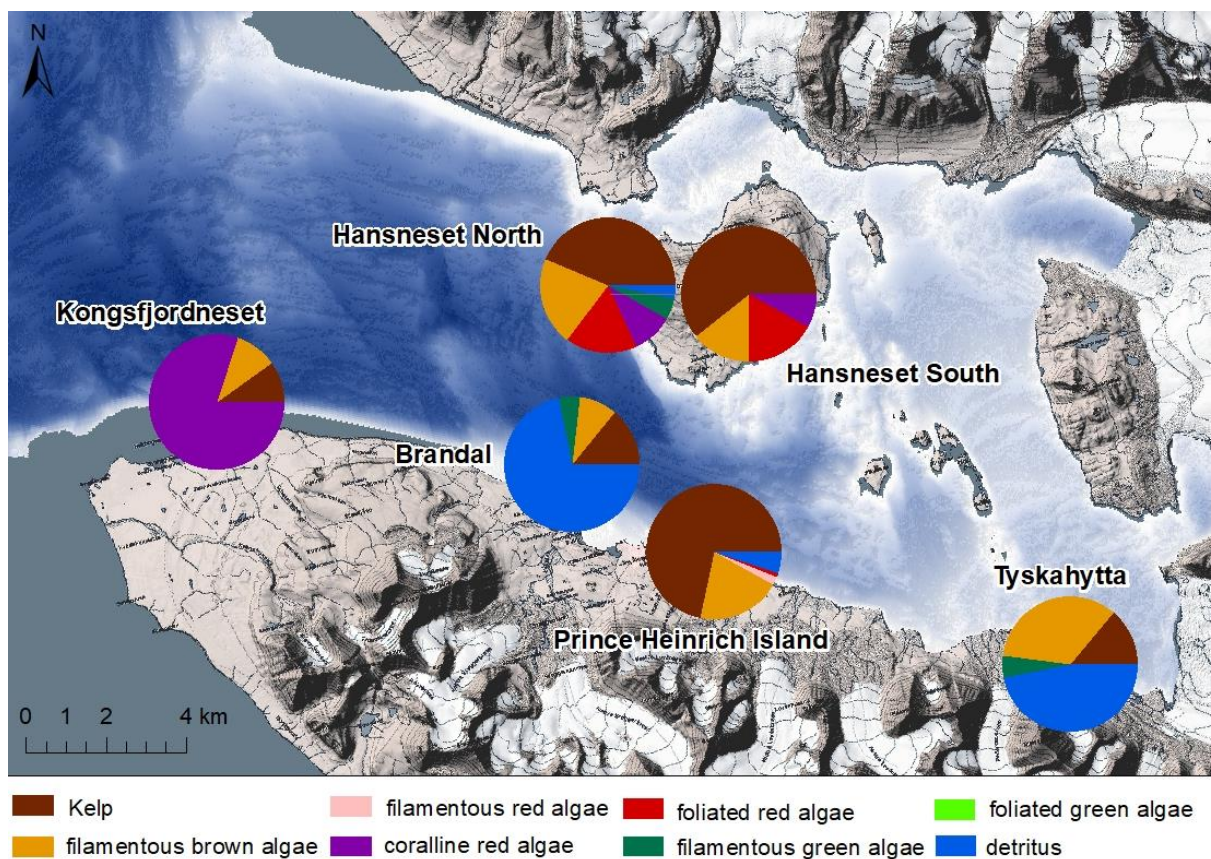 N
Hansneset North
Kongsfjordneset
Hansneset South
Brandal
Tyskahytta
Prince Heinrich Island
0 1 2 4 km
Kelp filamentous red algae foliated red algae foliated green algae
filamentous brown algae coralline red algae filamentous green algae detritus